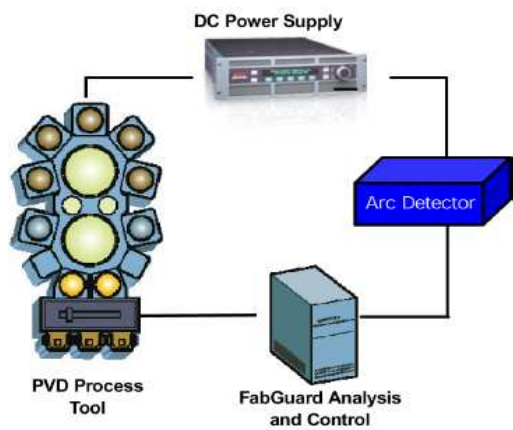 DC Power Supply
Arc Detector
PVD Process
Tool
FabGuard Analysis
and Control